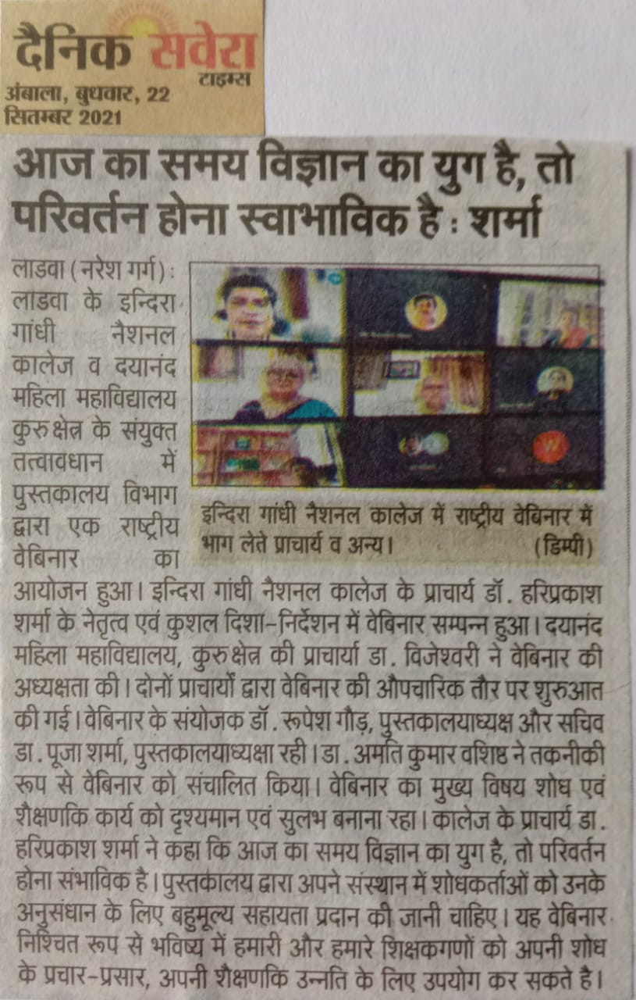 दैनिक सवेरा
टाइम्स
अंबाला, बुधवार, 22
सितम्बर 2021
आज का समय विज्ञान का युग है, तो
परिवर्तन होना स्वाभाविक है : शर्मा
लाडवा (नरेश गर्ग) :
लाडवा के इन्दिरा
गांधी नैशनल
कालेज व दयानंद
महिला महाविद्यालय
कुरुक्षेत्र के संयुक्त
तत्वावधान में
पुस्तकालय विभाग
द्वारा एक राष्ट्रीय
वेबिनार का
W
इन्दिरा गांधी नैशनल कालेज में राष्ट्रीय वेबिनार में
भाग लेते प्राचार्य व अन्य। (डिम्पी)
आयोजन हुआ। इन्दिरा गांधी नैशनल कालेज के प्राचार्य डॉ. हरिप्रकाश
शर्मा के नेतृत्व एवं कुशल दिशा-निर्देशन में वेबिनार सम्पन्न हुआ। दयानंद
महिला महाविद्यालय, कुरुक्षेत्र की प्राचार्या डा. विजेश्वरी ने वेबिनार की
अध्यक्षता की। दोनों प्राचार्यों द्वारा वेबिनार की औपचारिक तौर पर शुरुआत
की गई। वेबिनार के संयोजक डॉ. रूपेश गौड़, पुस्तकालयाध्यक्ष और सचिव
डा. पूजा शर्मा, पुस्तकालयाध्यक्षा रही। डा. अमति कुमार वशिष्ठ ने तकनीकी
रूप से वेबिनार को संचालित किया। वेबिनार का मुख्य विषय शोध एवं
शैक्षणकि कार्य को दृश्यमान एवं सुलभ बनाना रहा। कालेज के प्राचार्य डा.
हरिप्रकाश शर्मा ने कहा कि आज का समय विज्ञान का युग है, तो परिवर्तन
होना संभाविक है। पुस्तकालय द्वारा अपने संस्थान में शोधकर्ताओं को उनके
अनुसंधान के लिए बहुमूल्य सहायता प्रदान की जानी चाहिए। यह वेबिनार
निश्चित रूप से भविष्य में हमारी और हमारे शिक्षकगणों को अपनी शोध
के प्रचार-प्रसार, अपनी शैक्षणकि उन्नति के लिए उपयोग कर सकते है।